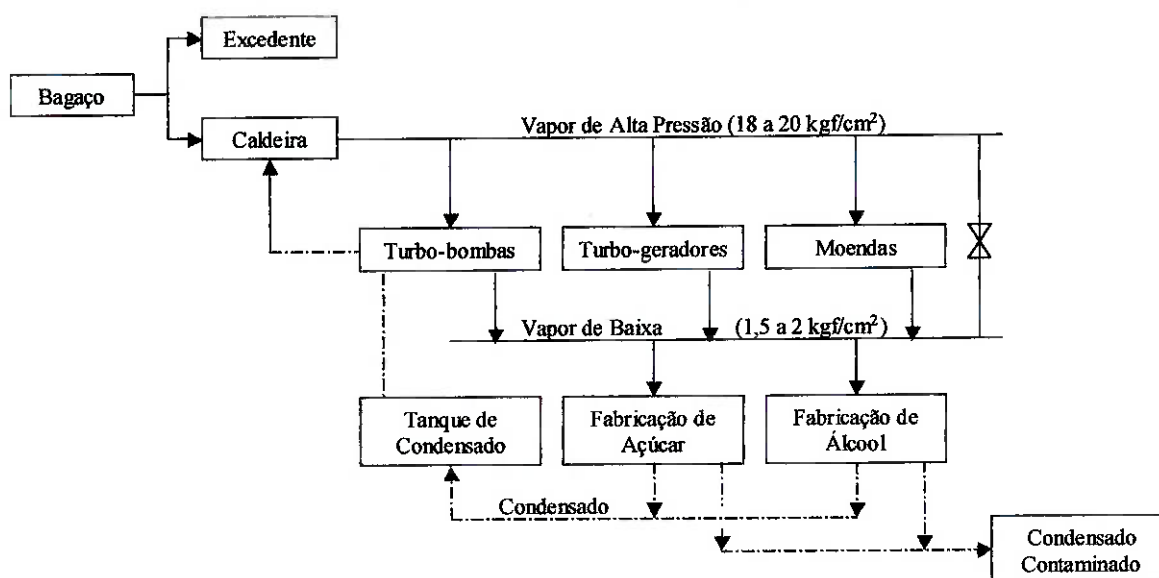 Excedente
Bagaço
Caldeira
Vapor de Alta Pressão (18 a 20 kgf/cm²)
Turbo-bombas
Turbo-geradores
Moendas
Vapor de Baixa (1,5 a 2 kgf/cm²)
Tanque de
Condensado
Fabricação de
Açúcar
Fabricação de
Álcool
Condensado
Condensado
Contaminado